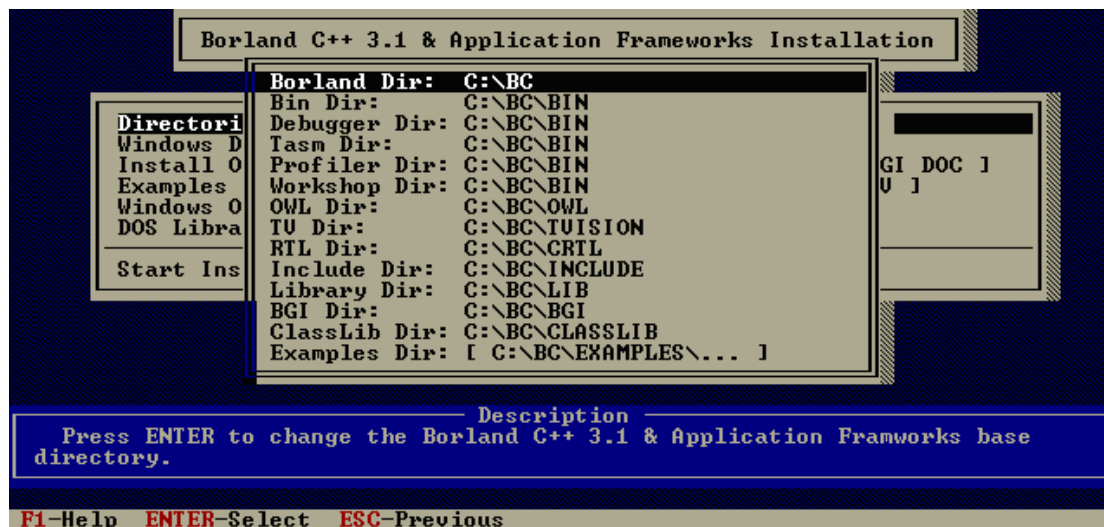 Borland C++ 3.1 & Application Frameworks Installation
Borland Dir: C:\BC
Bin Dir: C:\BC\BIN
Directori
Debugger Dir: C:\BC\BIN
Windows D
Tasm Dir: C:\BC\BIN
Install O
Profiler Dir: C:\BC\BIN
GI DOC ]
Examples
Workshop Dir: C:\BC\BIN
V ]
Windows O
OWL Dir: C:\BC\OWL
DOS Libra
TV Dir: C:\BC\TVISION
RTL Dir: C:\BC\CRTL
Start Ins
Include Dir: C:\BC\INCLUDE
Library Dir: C:\BC\LIB
BGI Dir: C:\BC\BGI
ClassLib Dir: C:\BC\CLASSLIB
Examples Dir: [ C:\BC\EXAMPLES\... ]
Description
Press ENTER to change the Borland C++ 3.1 & Application Framworks base
directory.
F1-Help ENTER-Select ESC-Previous